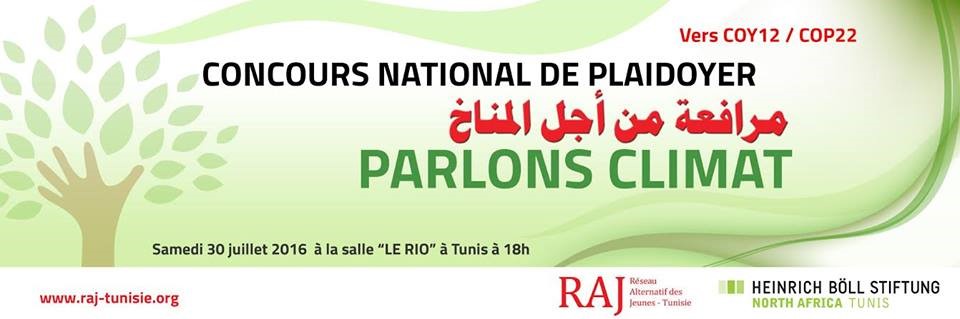 Vers COY12 / COP22
CONCOURS NATIONAL DE PLAIDOYER
مرافعة من أجل المناخ
PARLONS CLIMAT
Samedi 30 juillet 2016 à la salle “LE RIO” à Tunis à 18h
www.raj-tunisie.org
RAJ
Réseau
Alternatif des
Jeunes - Tunisie
HEINRICH BÖLL STIFTUNG
NORTH AFRICA TUNIS